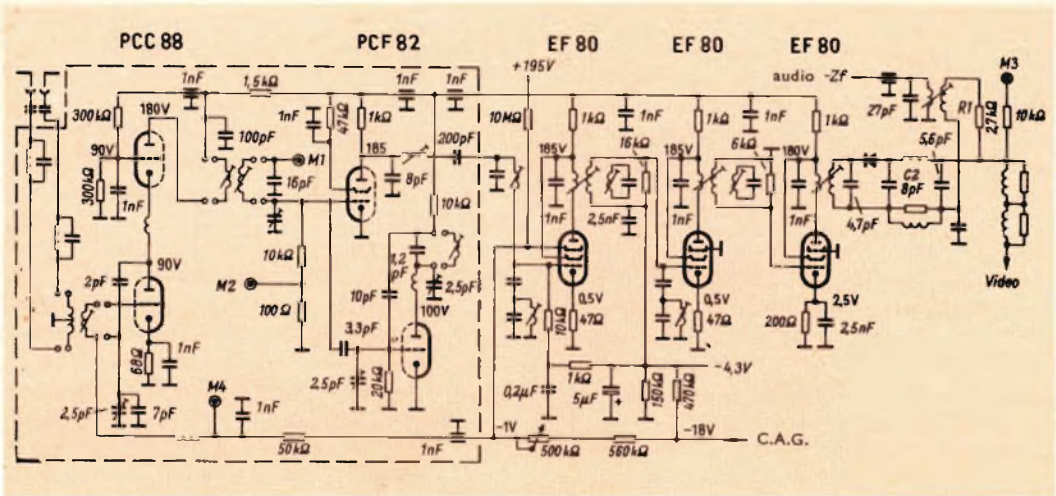 PCC 88 PCF 82 EF 80 EF 80 EF 80
M3
+195V
audio -Zf
1nF 1,5kΩ 1nF 1nF
300kΩ 180V 100pF 1nF 47kΩ 1kΩ 200pF 10MΩ 1kΩ 1nF 1kΩ 1nF 1kΩ 27pF R1 2,7kΩ 10kΩ
90V M1 185 185V 16kΩ 185V 6kΩ 180V 5,6pF
300kΩ 1nF 16pF 8pF 1nF 2,5nF 1nF 1nF C2 8pF
10kΩ 10kΩ 4,7pF
90V 1,2pF
2pF M2 10pF 2,5pF Video
100Ω 100V 0,5V 0,5V 2,5V
3,3pF 10kΩ 47Ω 47Ω 200Ω 2,5nF
68Ω 1nF 2,5pF 20kΩ 1kΩ -4,3V
M4 0,2µF 5µF 150kΩ 470kΩ
2,5pF 7pF 1nF
-1V -18V C.A.G.
50kΩ 1nF 500kΩ 560kΩ